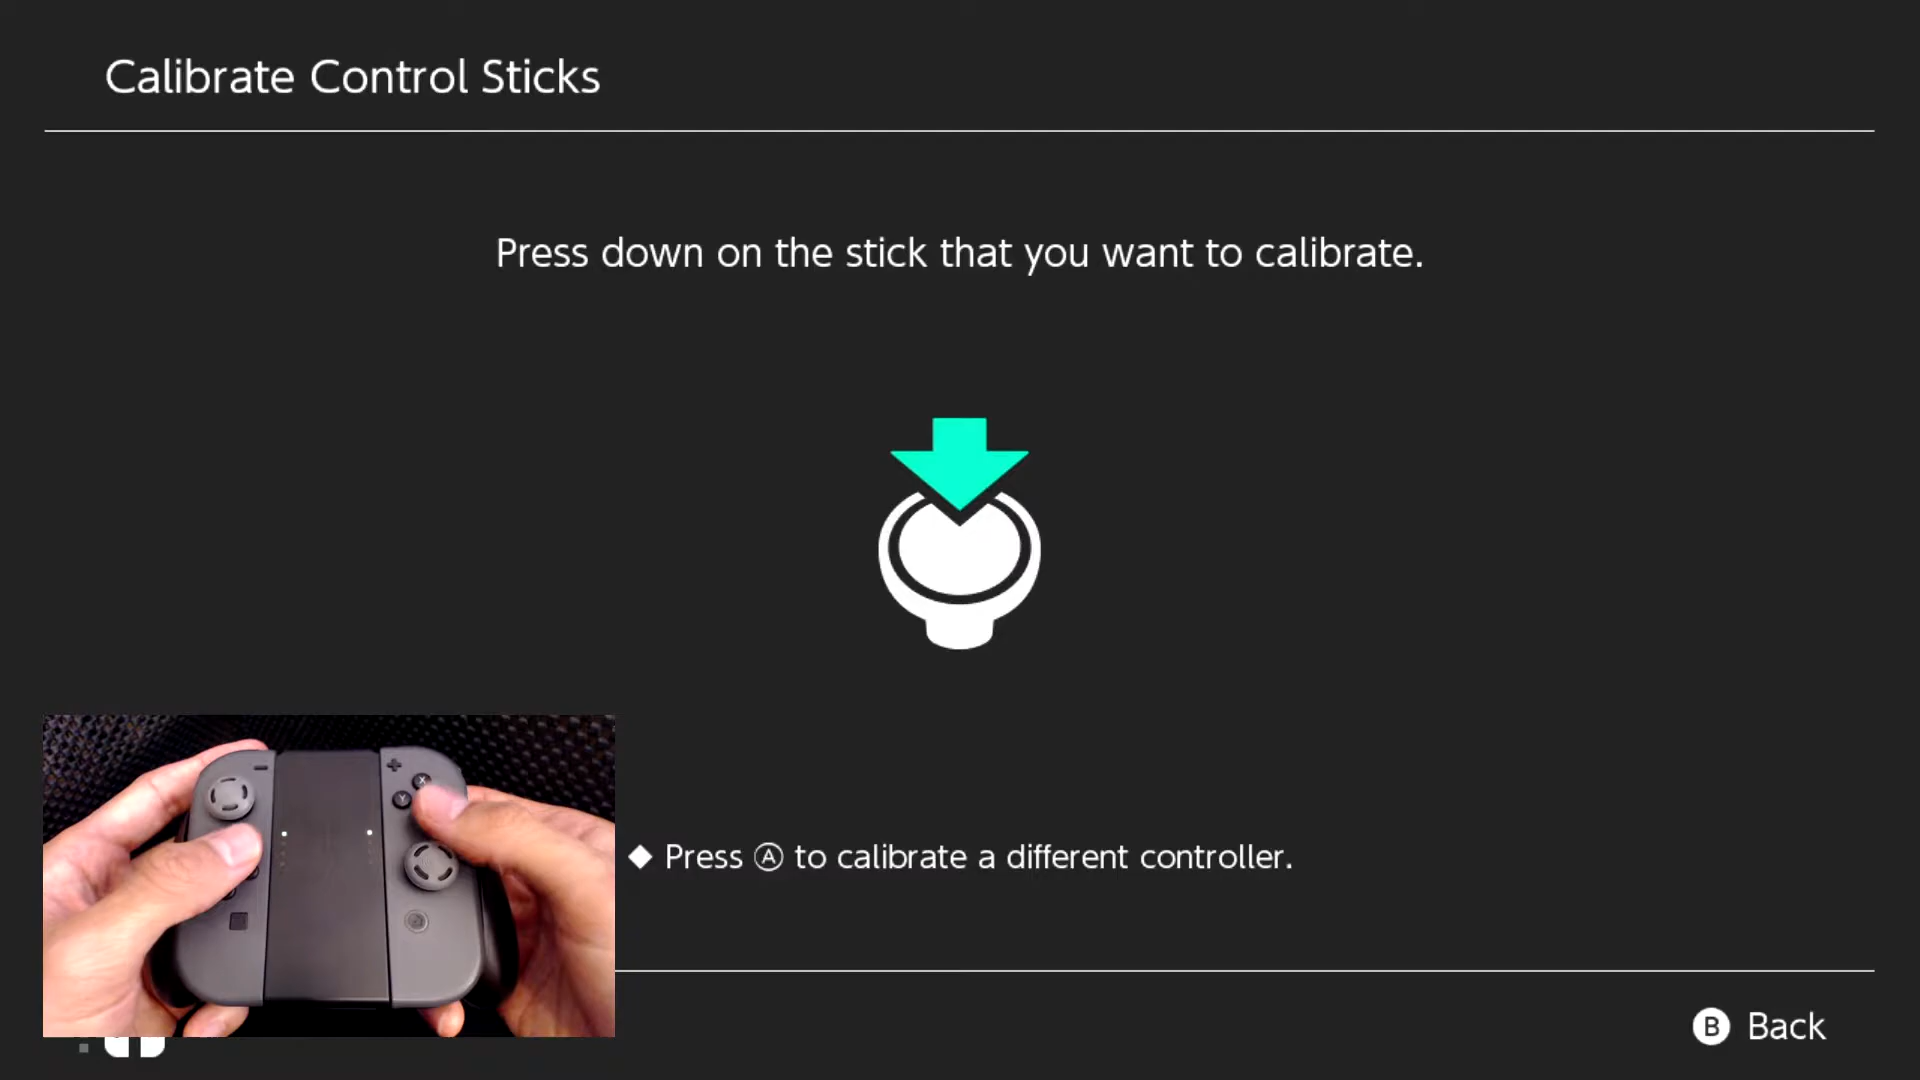 Calibrate Control Sticks
Press down on the stick that you want to calibrate.
X
Y
◆ Press Ⓐ to calibrate a different controller.
B Back